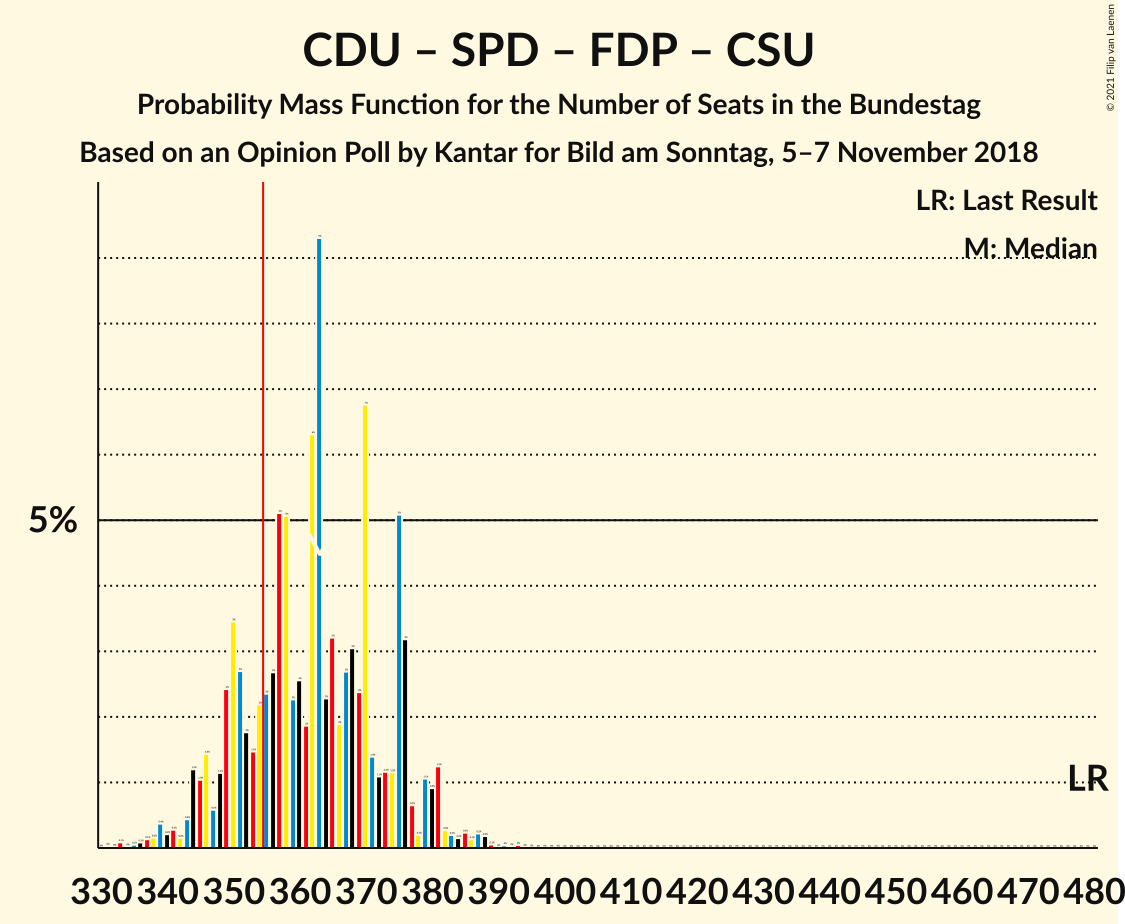 CDU – SPD – FDP – CSU
Probability Mass Function for the Number of Seats in the Bundestag
Based on an Opinion Poll by Kantar for Bild am Sonntag, 5–7 November 2018
© 2021 Filip van Laenen
LR: Last Result
M: Median
5%
LR
330 340 350 360 370 380 390 400 410 420 430 440 450 460 470 480